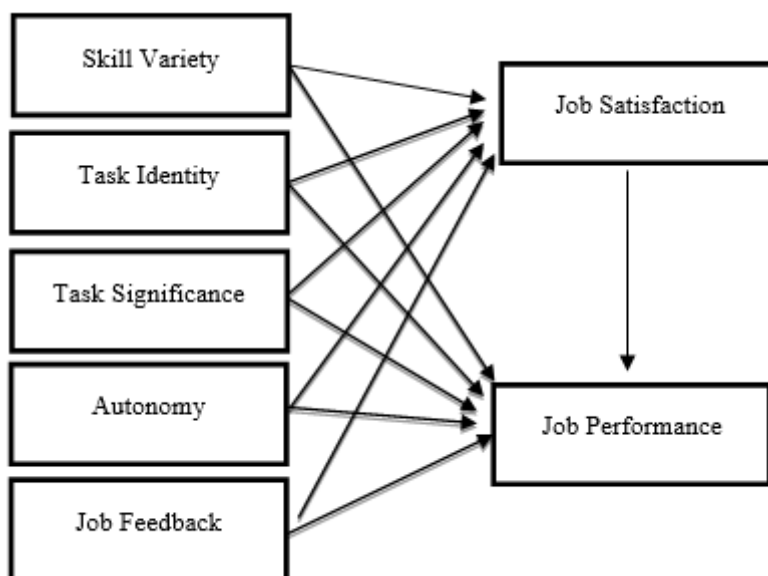 Skill Variety
Job Satisfaction
Task Identity
Task Significance
Autonomy
Job Performance
Job Feedback